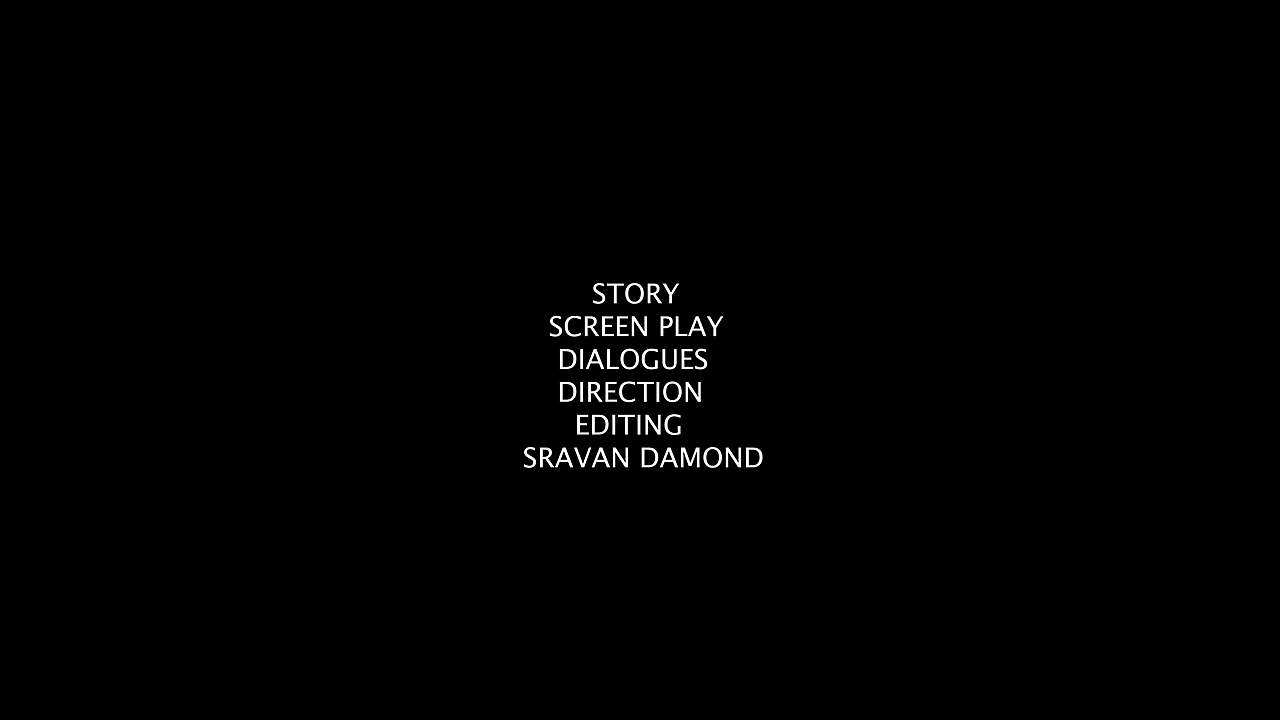 STORY
SCREEN PLAY
DIALOGUES
DIRECTION
EDITING
SRAVAN DAMOND